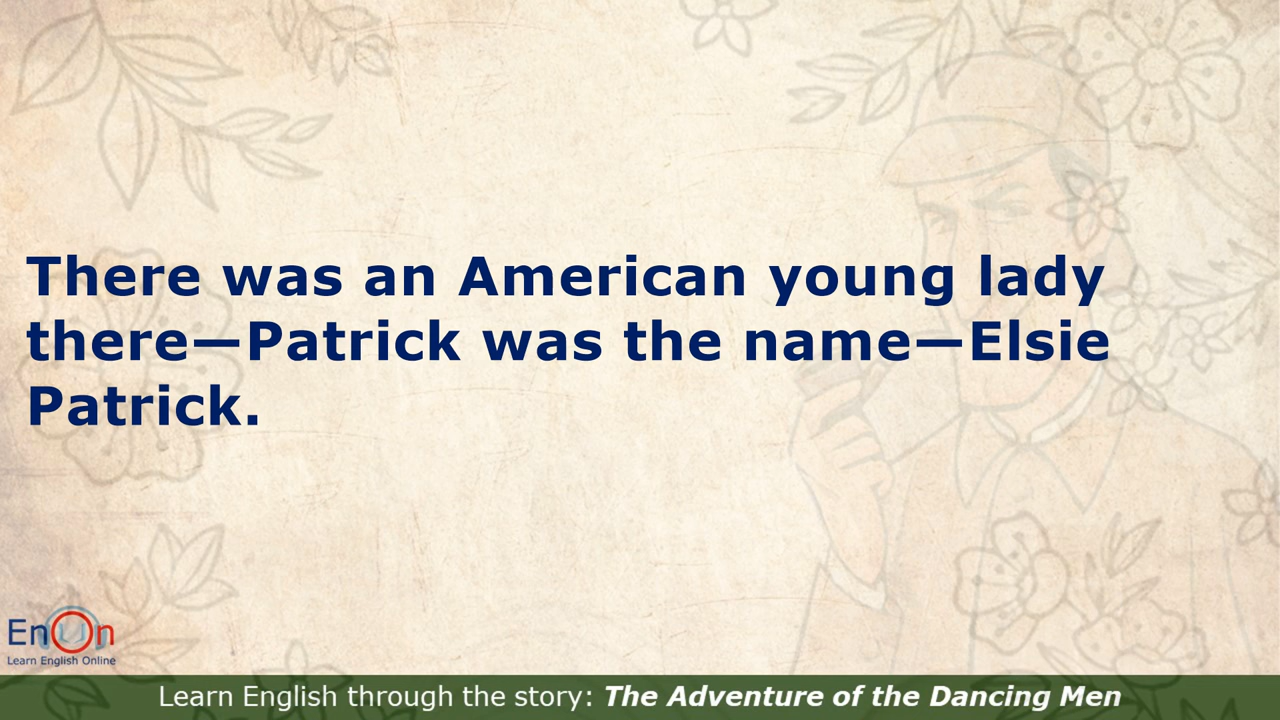 There was an American young lady
there—Patrick was the name—Elsie
Patrick.
EnOn
Learn English Online
Learn English through the story: The Adventure of the Dancing Men